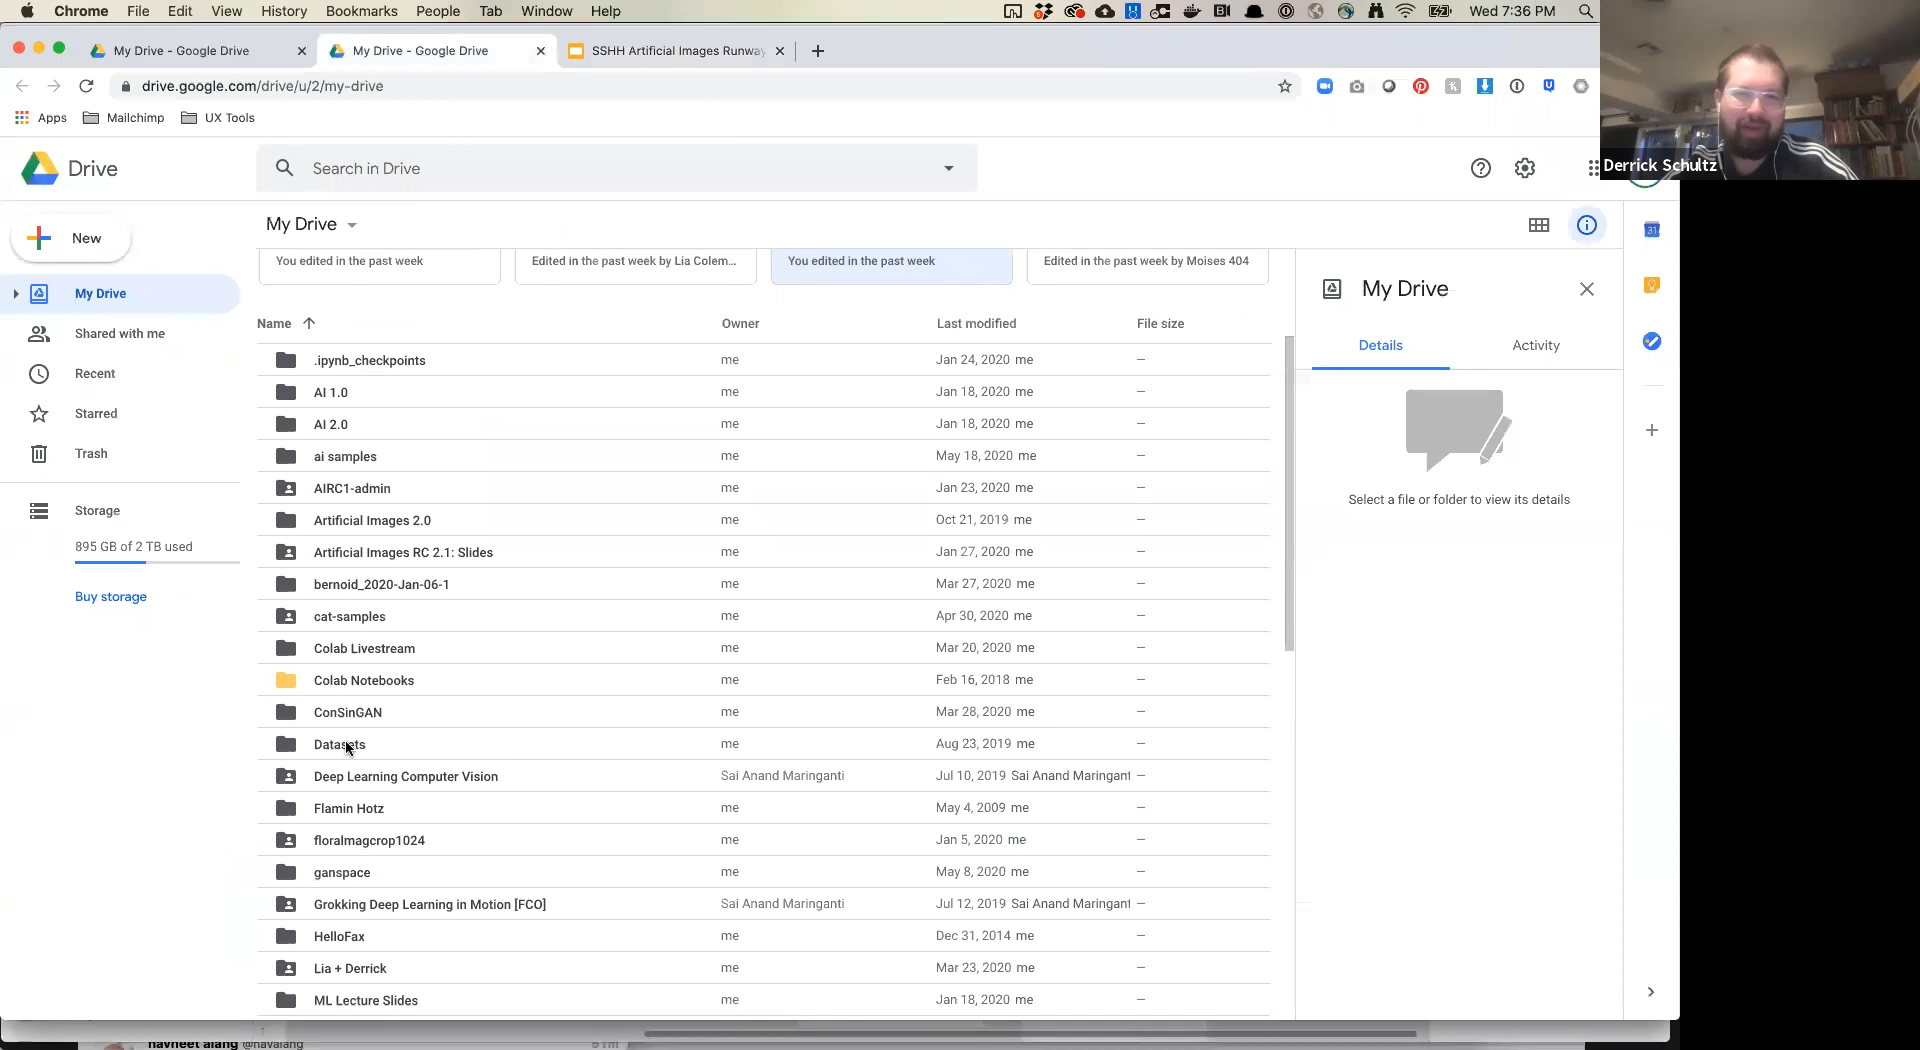 Chrome File Edit View History Bookmarks People Tab Window Help Wed 7:36 PM
My Drive - Google Drive My Drive - Google Drive SSHH Artificial Images Runway
drive.google.com/drive/u/2/my-drive
Apps Mailchimp UX Tools
Derrick Schultz
Drive Search in Drive
New
My Drive
Shared with me
Recent
Starred
Trash
Storage
895 GB of 2 TB used
Buy storage
My Drive
You edited in the past week Edited in the past week by Lia Colem... You edited in the past week Edited in the past week by Moises 404
Name Owner Last modified File size
.ipynb_checkpoints me Jan 24, 2020 me –
AI 1.0 me Jan 18, 2020 me –
AI 2.0 me Jan 18, 2020 me –
ai samples me May 18, 2020 me –
AIRC1-admin me Jan 23, 2020 me –
Artificial Images 2.0 me Oct 21, 2019 me –
Artificial Images RC 2.1: Slides me Jan 27, 2020 me –
bernoid_2020-Jan-06-1 me Mar 27, 2020 me –
cat-samples me Apr 30, 2020 me –
Colab Livestream me Mar 20, 2020 me –
Colab Notebooks me Feb 16, 2018 me –
ConSinGAN me Mar 28, 2020 me –
Datasets me Aug 23, 2019 me –
Deep Learning Computer Vision Sai Anand Maringanti Jul 10, 2019 Sai Anand Maringant –
Flamin Hotz me May 4, 2009 me –
floralmagcrop1024 me Jan 5, 2020 me –
ganspace me May 8, 2020 me –
Grokking Deep Learning in Motion [FCO] Sai Anand Maringanti Jul 12, 2019 Sai Anand Maringant –
HelloFax me Dec 31, 2014 me –
Lia + Derrick me Mar 23, 2020 me –
ML Lecture Slides me Jan 18, 2020 me –
My Drive
Details Activity
Select a file or folder to view its details
31
navneet alang @navalang 51m